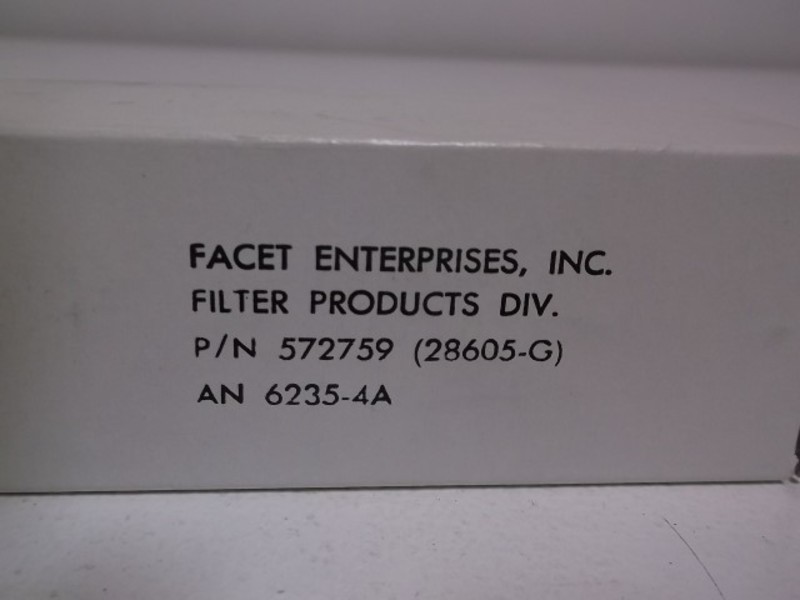 FACET ENTERPRISES, INC.
FILTER PRODUCTS DIV.
P/N 572759 (28605-G)
AN 6235-4A